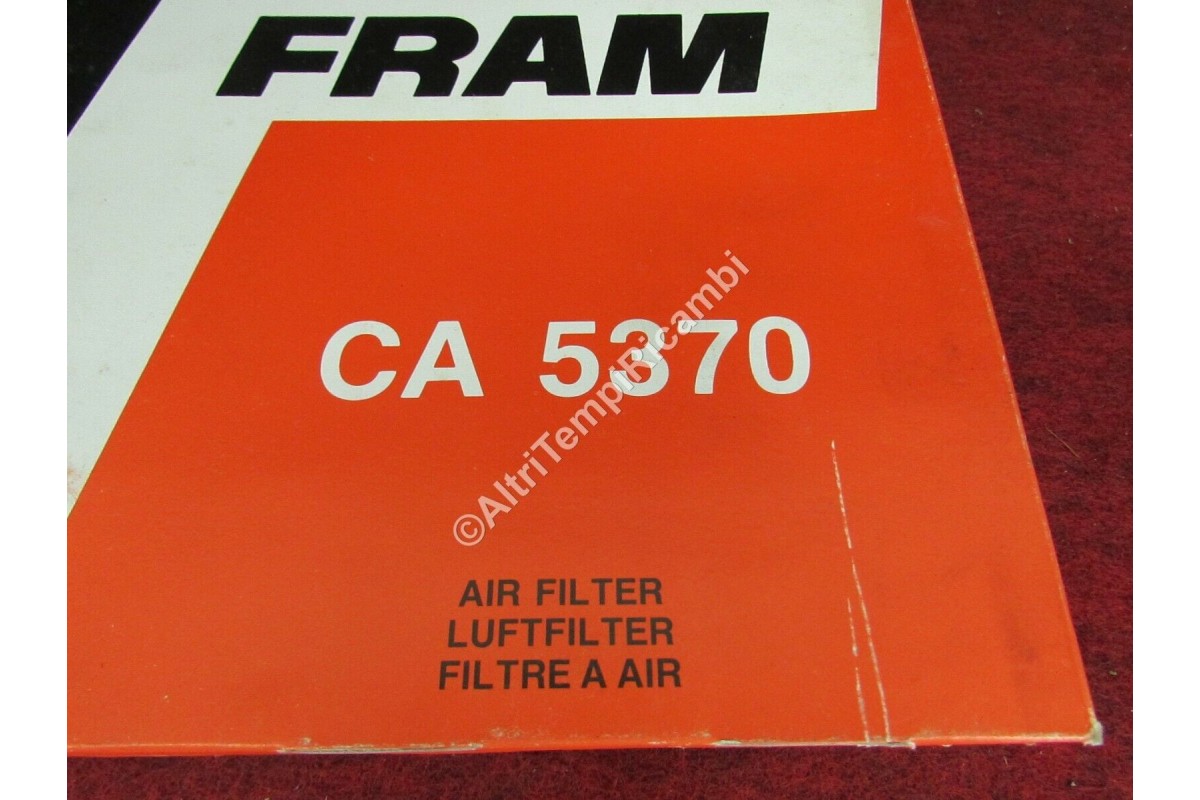 FRAM
CA 5370
©AltriTempiRicambi
AIR FILTER
LUFTFILTER
FILTRE A AIR